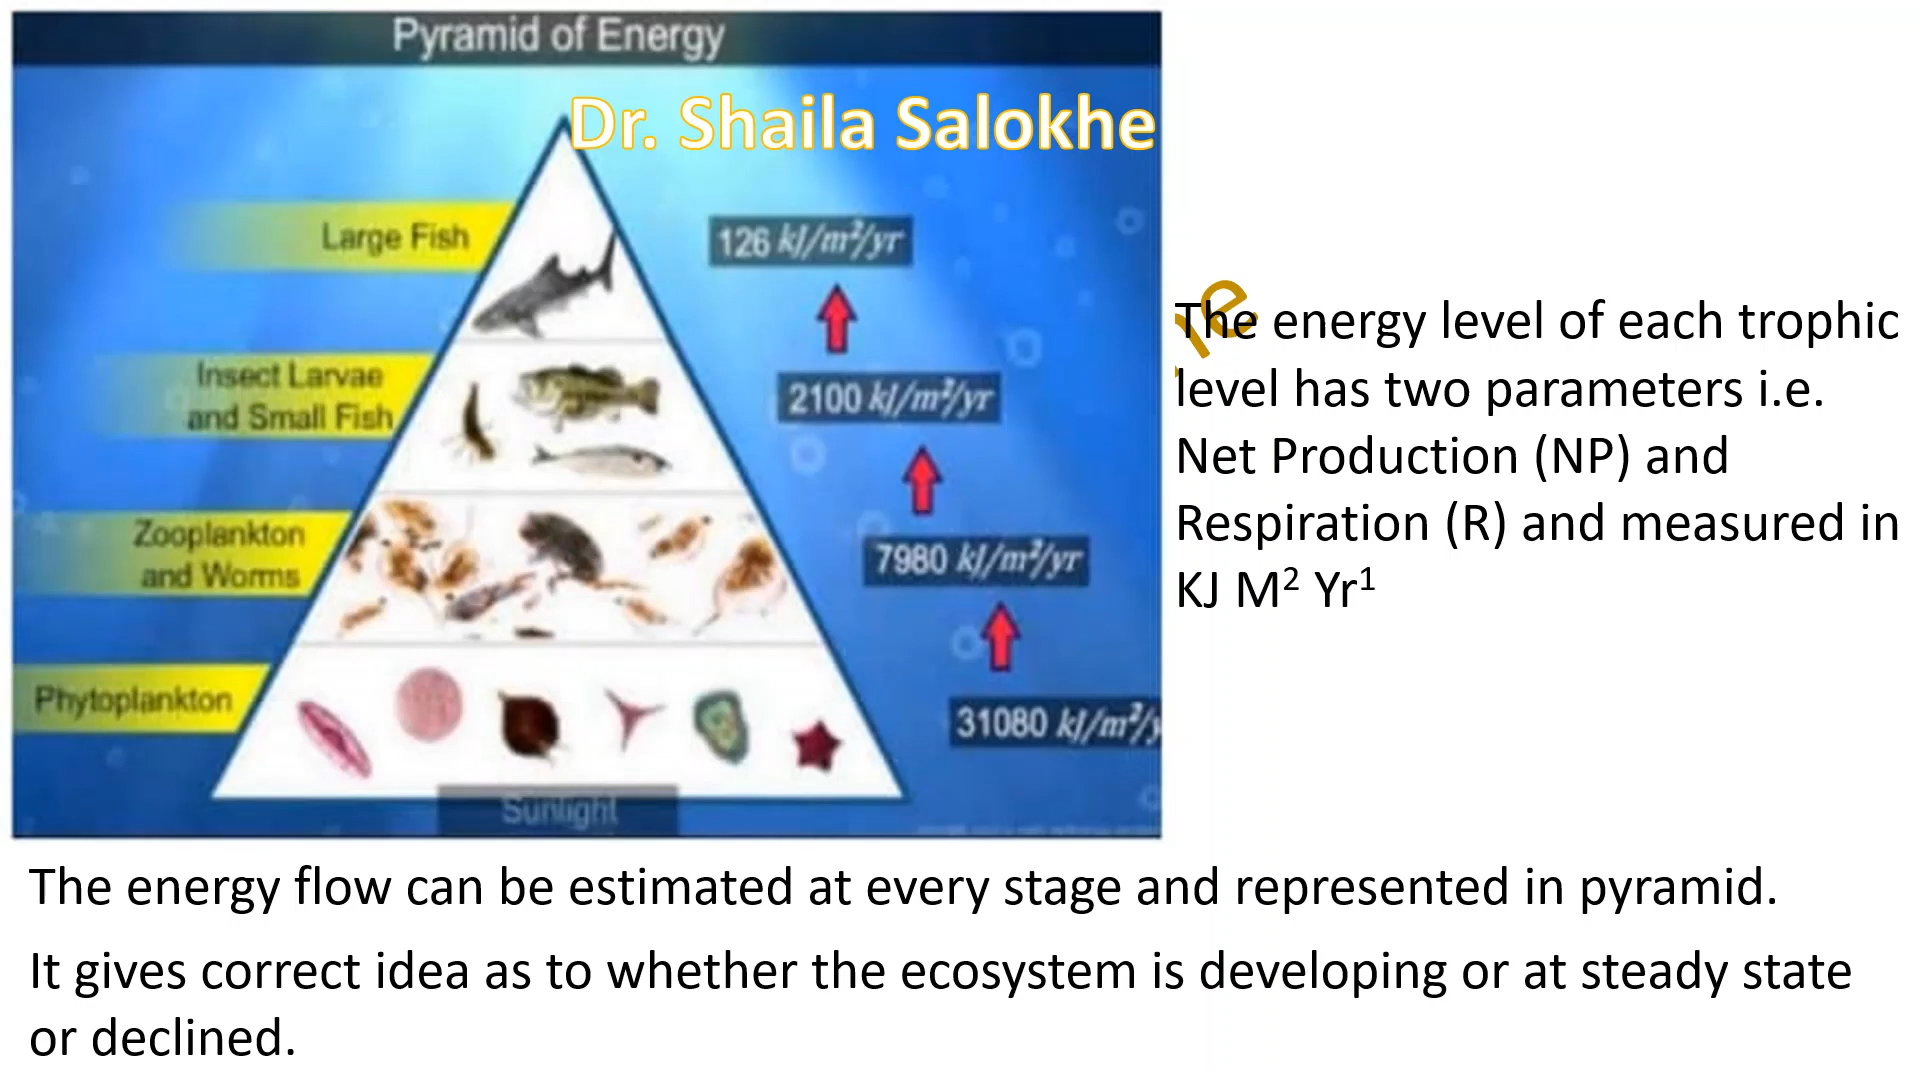 Pyramid of Energy
Dr. Shaila Salokhe
Large Fish
126 kJ/m²/yr
Insect Larvae
and Small Fish
2100 kJ/m²/yr
Zooplankton
and Worms
7980 kJ/m²/yr
Phytoplankton
31080 kJ/m²/y
Sunlight
The energy level of each trophic
level has two parameters i.e.
Net Production (NP) and
Respiration (R) and measured in
KJ M² Yr¹
The energy flow can be estimated at every stage and represented in pyramid.
It gives correct idea as to whether the ecosystem is developing or at steady state
or declined.